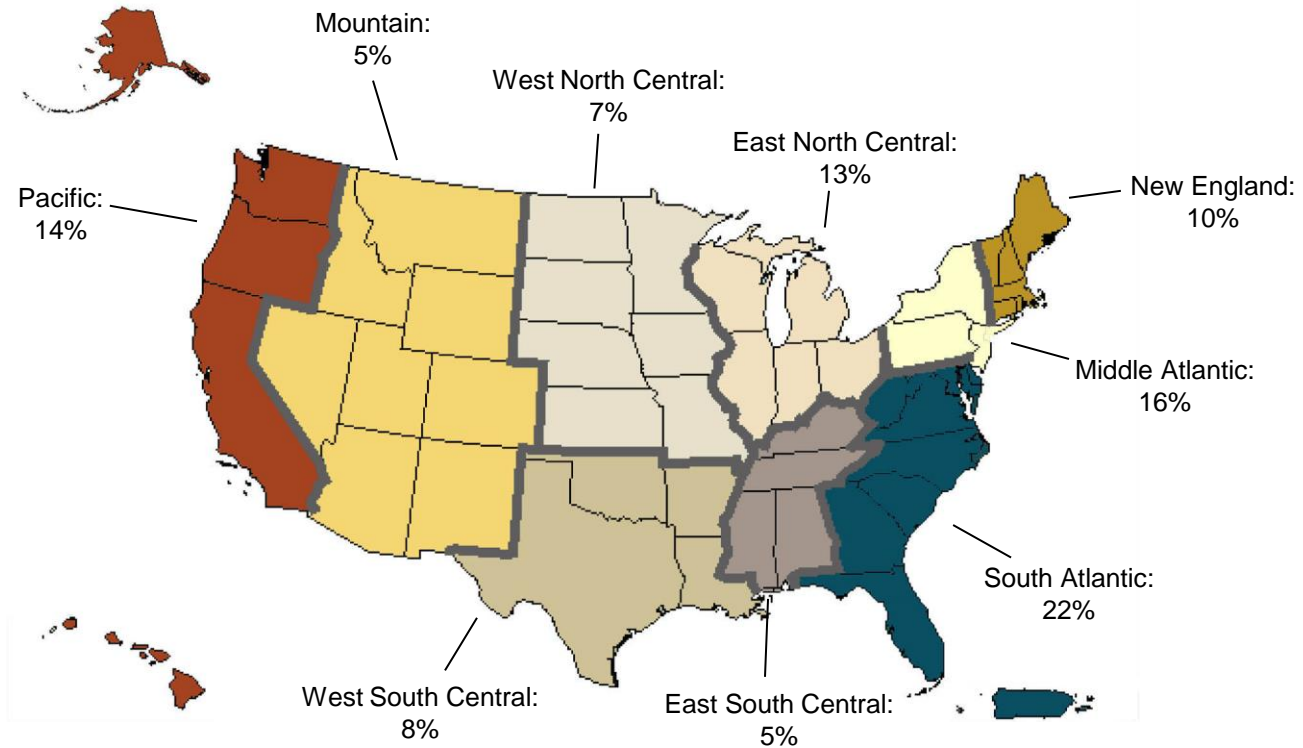 Mountain:
5%
West North Central:
7%
East North Central:
13%
New England:
10%
Pacific:
14%
Middle Atlantic:
16%
South Atlantic:
22%
West South Central:
8%
East South Central:
5%